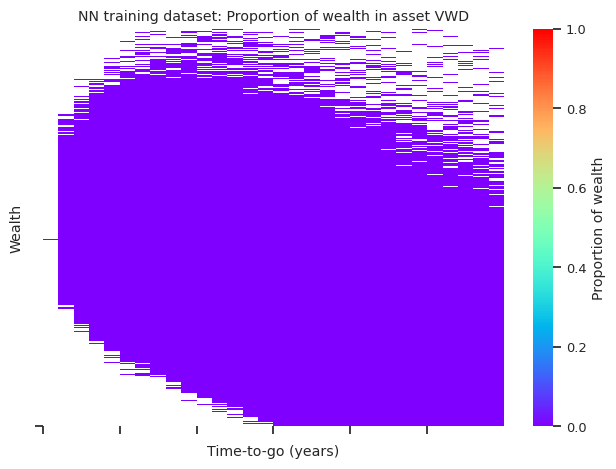 NN training dataset: Proportion of wealth in asset VWD
Wealth
Time-to-go (years)
1.0
0.8
0.6
0.4
0.2
0.0
Proportion of wealth